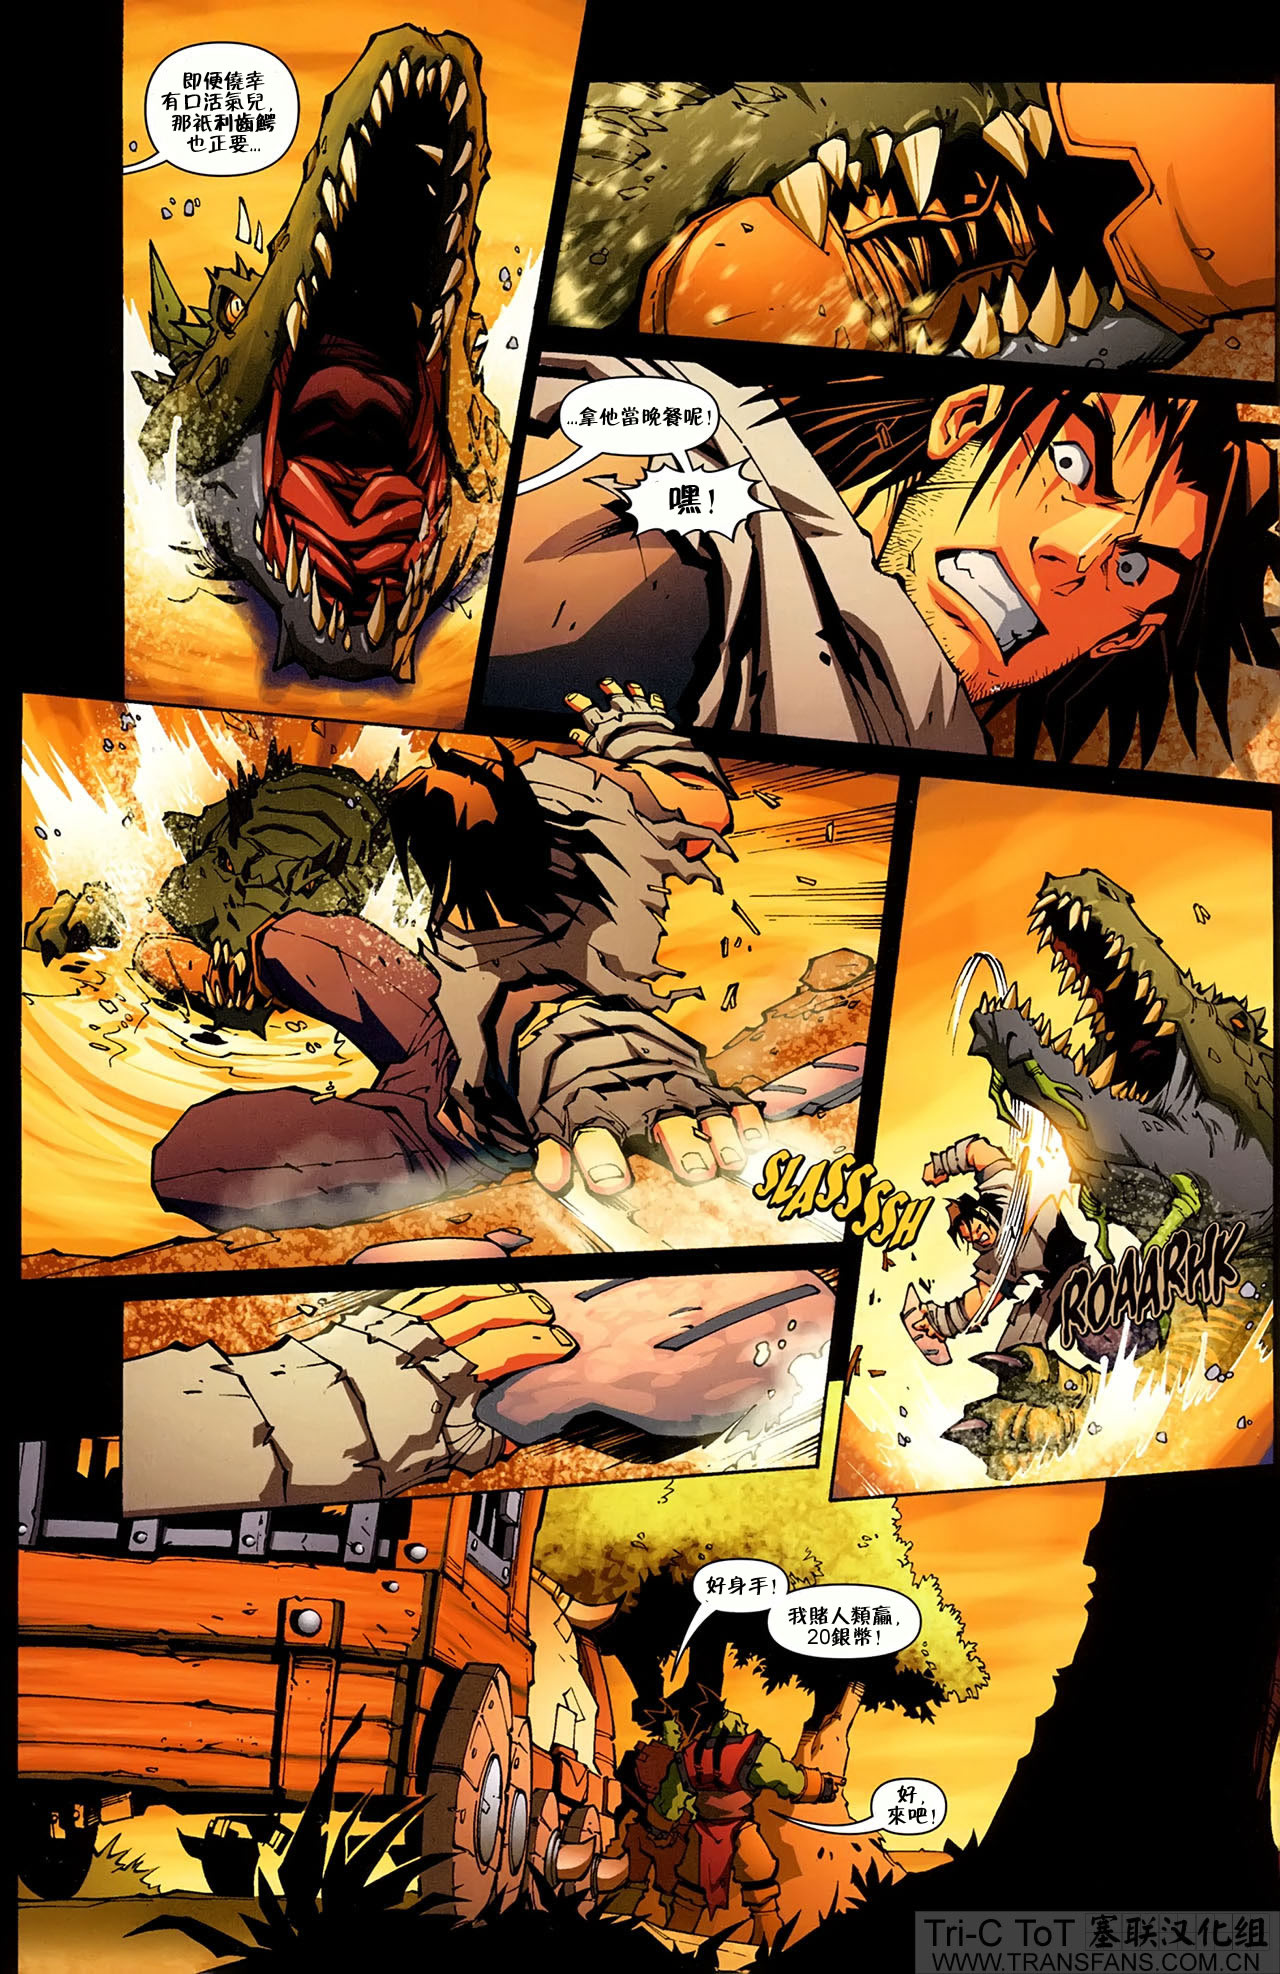 即便僥幸
有口活氣兒,
那祇利齒鰐
也正要...
...拿他當晚餐呢!
嘿!
SLASSSSH
ROAARHK
好身手!
我賭人類贏,
20銀幣!
好,
來吧!
Tri-C ToT 塞联汉化组
WWW.TRANSFANS.COM.CN